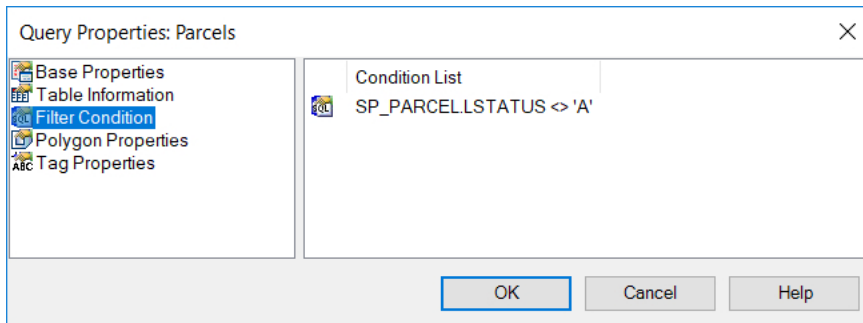 Query Properties: Parcels
Base Properties
Table Information
Filter Condition
Polygon Properties
Tag Properties
Condition List
SP_PARCEL.LSTATUS <> 'A'
OK
Cancel
Help